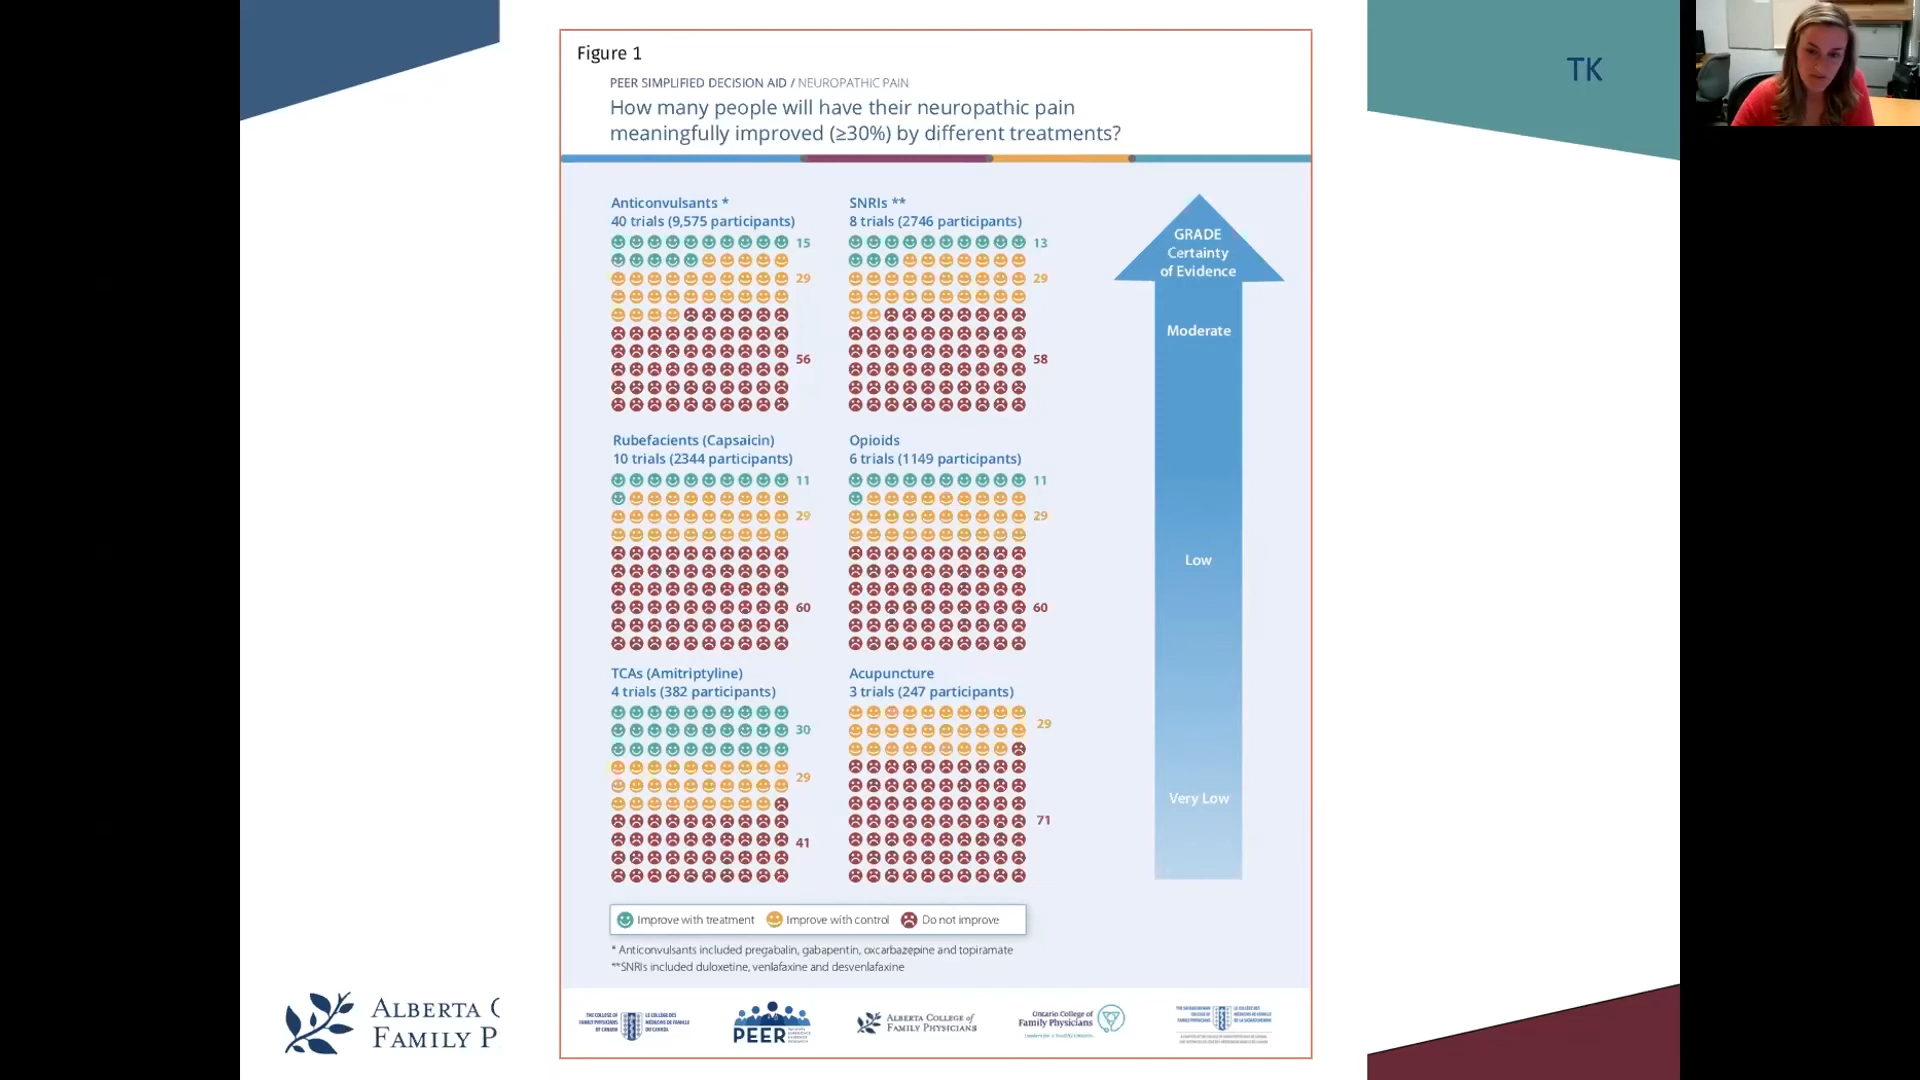 Figure 1
PEER SIMPLIFIED DECISION AID / NEUROPATHIC PAIN
How many people will have their neuropathic pain
meaningfully improved (≥30%) by different treatments?
TK
Anticonvulsants *
40 trials (9,575 participants)
15
29
56
SNRIs **
8 trials (2746 participants)
13
29
58
Rubefacients (Capsaicin)
10 trials (2344 participants)
11
29
60
Opioids
6 trials (1149 participants)
11
29
60
TCAs (Amitriptyline)
4 trials (382 participants)
30
29
41
Acupuncture
3 trials (247 participants)
29
71
GRADE
Certainty
of Evidence
Moderate
Low
Very Low
Improve with treatment
Improve with control
Do not improve
* Anticonvulsants included pregabalin, gabapentin, oxcarbazepine and topiramate
**SNRIs included duloxetine, venlafaxine and desvenlafaxine
ALBERTA
FAMILY P
THE COLLEGE OF
FAMILY PHYSICIANS
OF CANADA
LE COLLÈGE DES
MÉDECINS DE FAMILLE
DU CANADA
PEER
ALBERTA COLLEGE of
FAMILY PHYSICIANS
Ontario College of
Family Physicians